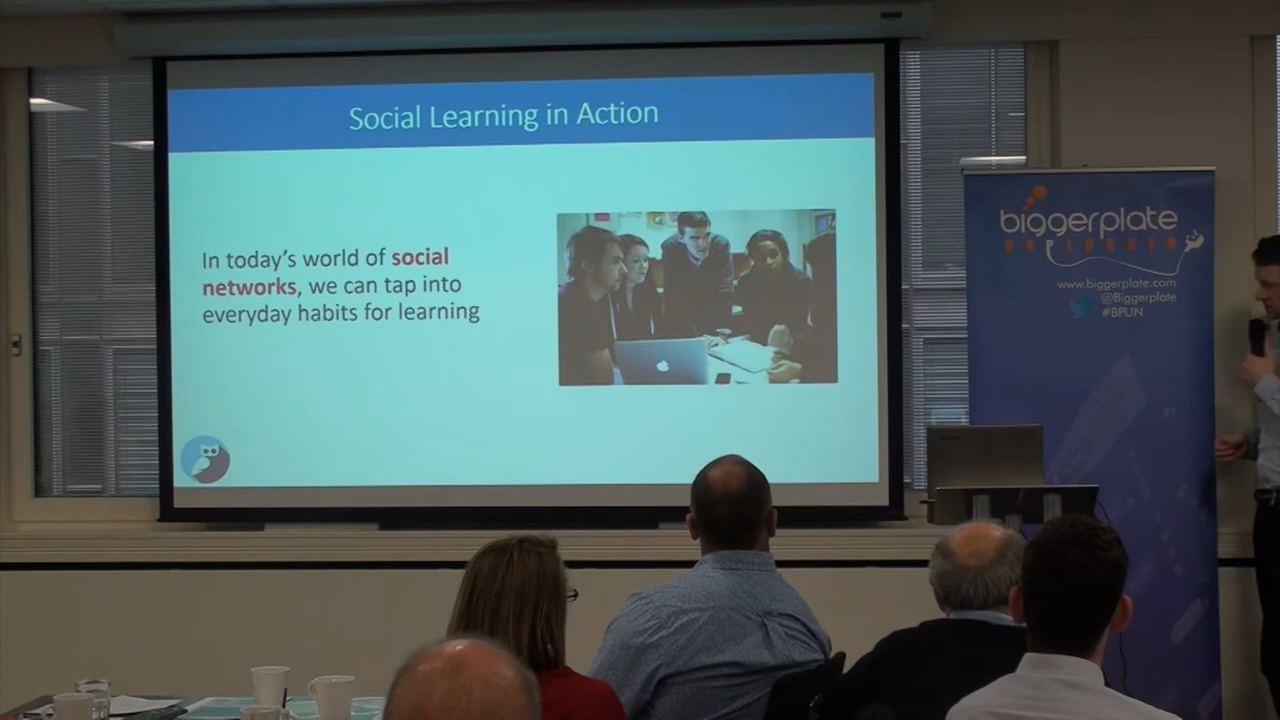 Social Learning in Action
In today's world of social
networks, we can tap into
everyday habits for learning
biggerplate
UNPLUGGED
www.biggerplate.com
@Biggerplate
#BPUN